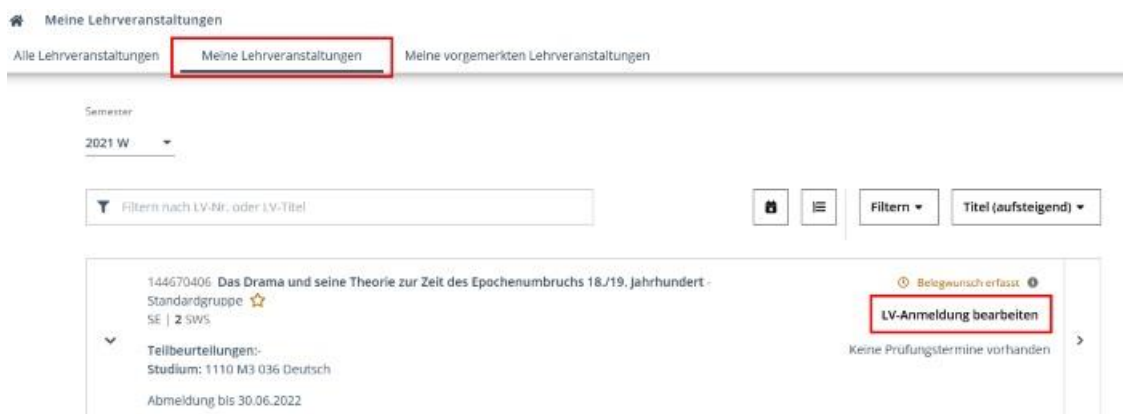 Meine Lehrveranstaltungen
Alle Lehrveranstaltungen Meine Lehrveranstaltungen Meine vorgemerkten Lehrveranstaltungen
Semester
2021 W
Filtern nach LV-Nr. oder LV-Titel Filtern Titel (aufsteigend)
144670406 Das Drama und seine Theorie zur Zeit des Epochenumbruchs 18./19. Jahrhundert - Belegwunsch erfasst
Standardgruppe
LV-Anmeldung bearbeiten
SE | 2 SWS
Keine Prüfungstermine vorhanden
Teilbeurteilungen:-
Studium: 1110 M3 036 Deutsch
Abmeldung bis 30.06.2022